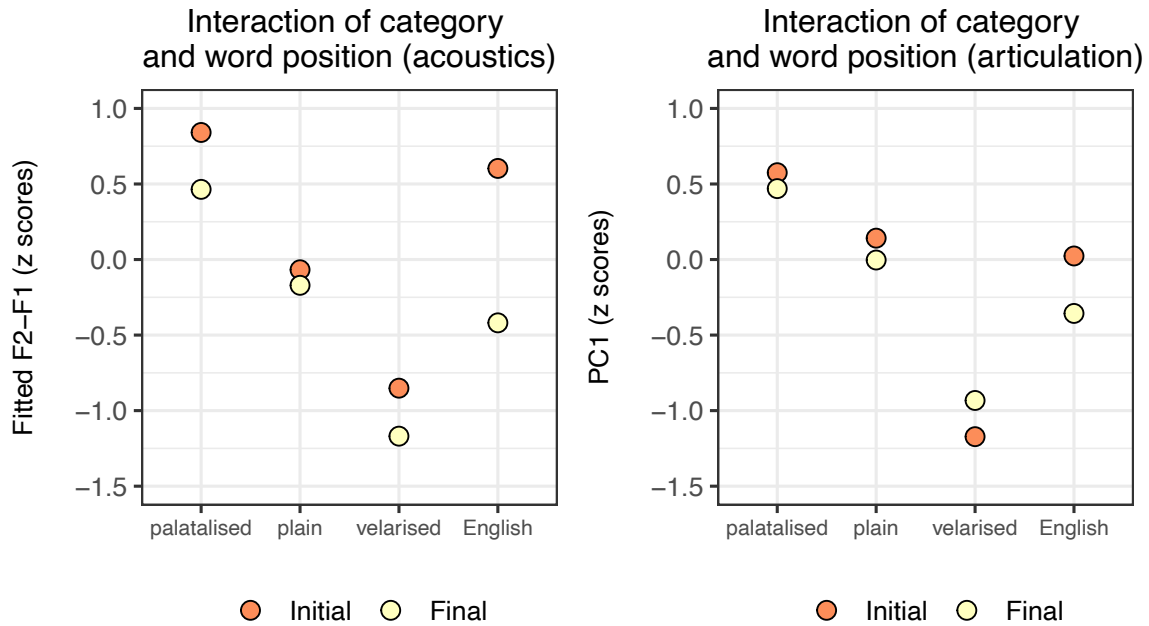 Interaction of category
and word position (acoustics)
Fitted F2−F1 (z scores)
1.0
0.5
0.0
−0.5
−1.0
−1.5
palatalised plain velarised English
Initial Final
Interaction of category
and word position (articulation)
PC1 (z scores)
1.0
0.5
0.0
−0.5
−1.0
−1.5
palatalised plain velarised English
Initial Final